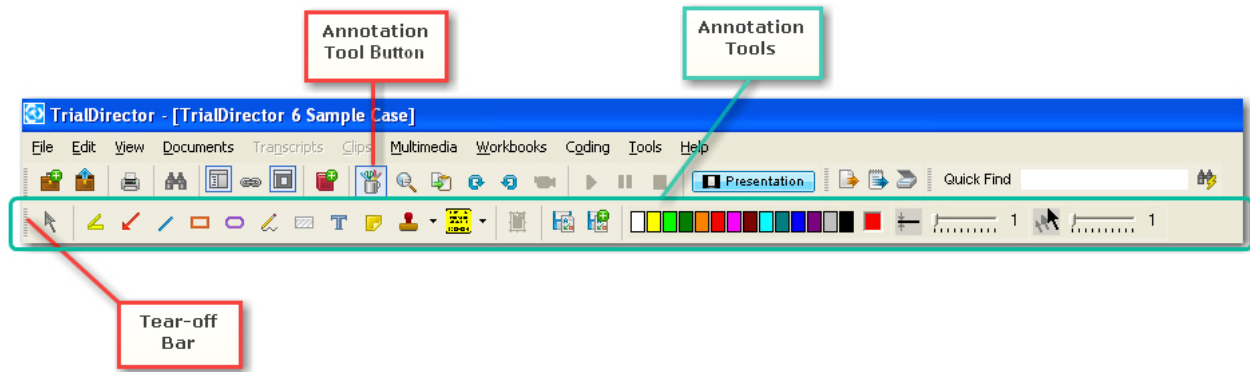 Annotation
Tool Button
Annotation
Tools
TrialDirector - [TrialDirector 6 Sample Case]
File Edit View Documents Transcripts Clips Multimedia Workbooks Coding Tools Help
Presentation Quick Find
T 1 1
Tear-off
Bar